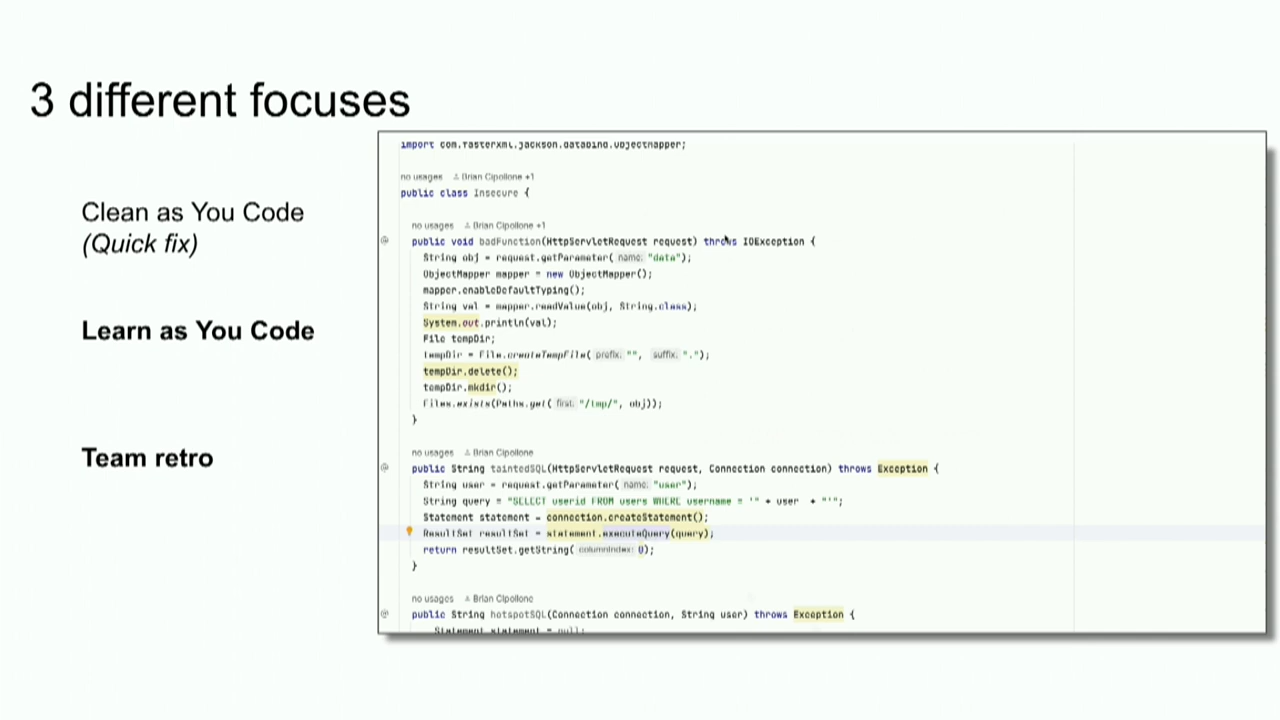 3 different focuses
Clean as You Code
(Quick fix)
Learn as You Code
Team retro
import com.fasterxml.jackson.databind.ObjectMapper;
no usages Brian Cipollone +1
public class Insecure {
no usages Brian Cipollone +1
public void badFunction(HttpServletRequest request) throws IOException {
String obj = request.getParameter( name: "data");
ObjectMapper mapper = new ObjectMapper();
mapper.enableDefaultTyping();
String val = mapper.readValue(obj, String.class);
System.out.println(val);
File tempDir;
tempDir = File.createTempFile( prefix: "", suffix: ".");
tempDir.delete();
tempDir.mkdir();
Files.exists(Paths.get( first: "/tmp/", obj));
}
no usages Brian Cipollone
public String taintedSQL(HttpServletRequest request, Connection connection) throws Exception {
String user = request.getParameter( name: "user");
String query = "SELECT userid FROM users WHERE username = '" + user + "'";
Statement statement = connection.createStatement();
ResultSet resultSet = statement.executeQuery(query);
return resultSet.getString( columnIndex: 0);
}
no usages Brian Cipollone
public String hotspotSQL(Connection connection, String user) throws Exception {
Statement statement = null;